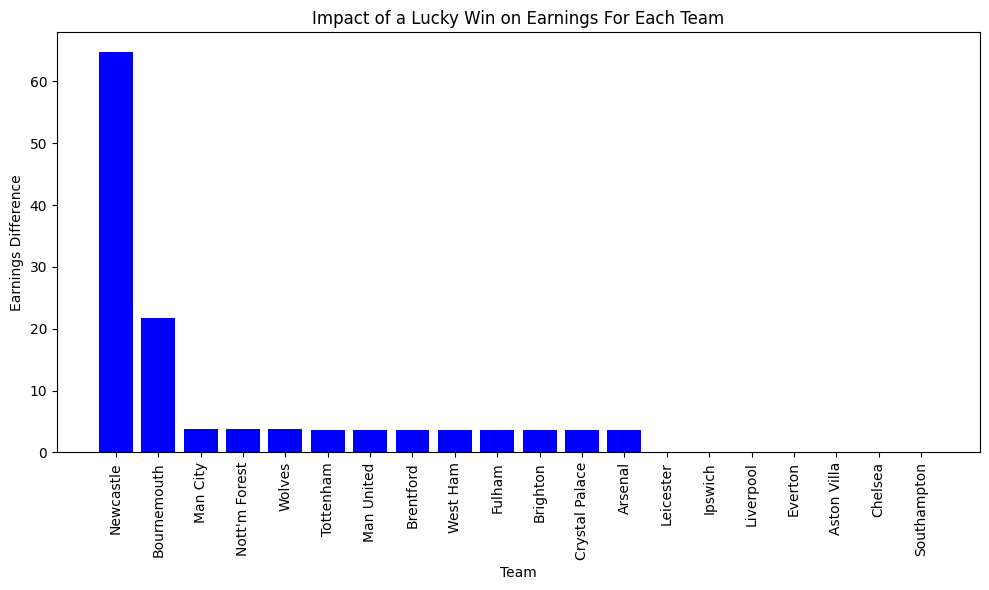 Impact of a Lucky Win on Earnings For Each Team
Earnings Difference
60
50
40
30
20
10
0
Newcastle
Bournemouth
Man City
Nott'm Forest
Wolves
Tottenham
Man United
Brentford
West Ham
Fulham
Brighton
Crystal Palace
Arsenal
Leicester
Ipswich
Liverpool
Everton
Aston Villa
Chelsea
Southampton
Team